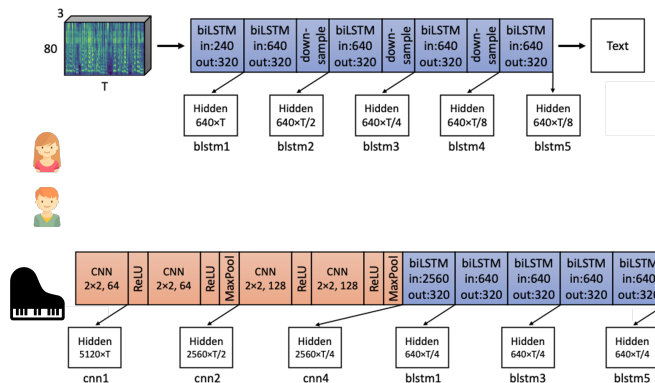 3
80
T
biLSTM
in:240
out:320
biLSTM
in:640
out:320
down-
sample
biLSTM
in:640
out:320
down-
sample
biLSTM
in:640
out:320
down-
sample
biLSTM
in:640
out:320
Text
Hidden
640×T
blstm1
Hidden
640×T/2
blstm2
Hidden
640×T/4
blstm3
Hidden
640×T/8
blstm4
Hidden
640×T/8
blstm5
CNN
2×2, 64
ReLU
CNN
2×2, 64
ReLU
MaxPool
CNN
2×2, 128
ReLU
CNN
2×2, 128
ReLU
MaxPool
biLSTM
in:2560
out:320
biLSTM
in:640
out:320
biLSTM
in:640
out:320
biLSTM
in:640
out:320
biLSTM
in:640
out:320
Hidden
5120×T
cnn1
Hidden
2560×T/2
cnn2
Hidden
2560×T/4
cnn4
Hidden
640×T/4
blstm1
Hidden
640×T/4
blstm3
Hidden
640×T/4
blstm5